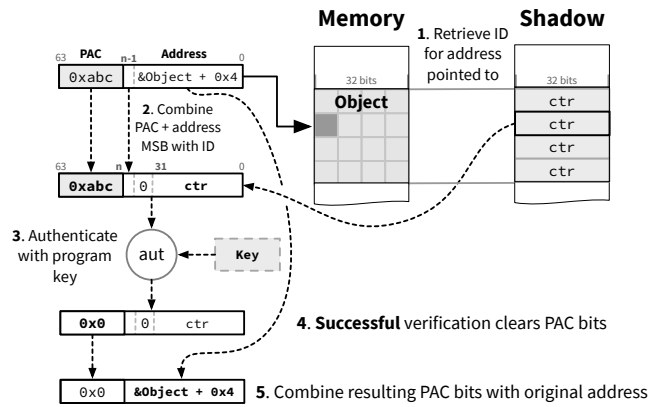 Memory
Shadow
1. Retrieve ID
for address
pointed to
63 PAC n-1 Address 0
0xabc &Object + 0x4
32 bits
32 bits
Object
ctr
ctr
ctr
ctr
2. Combine
PAC + address
MSB with ID
63 n 31 0
0xabc 0 ctr
3. Authenticate
with program
key
aut
Key
0x0 0 ctr
4. Successful verification clears PAC bits
0x0 &Object + 0x4
5. Combine resulting PAC bits with original address